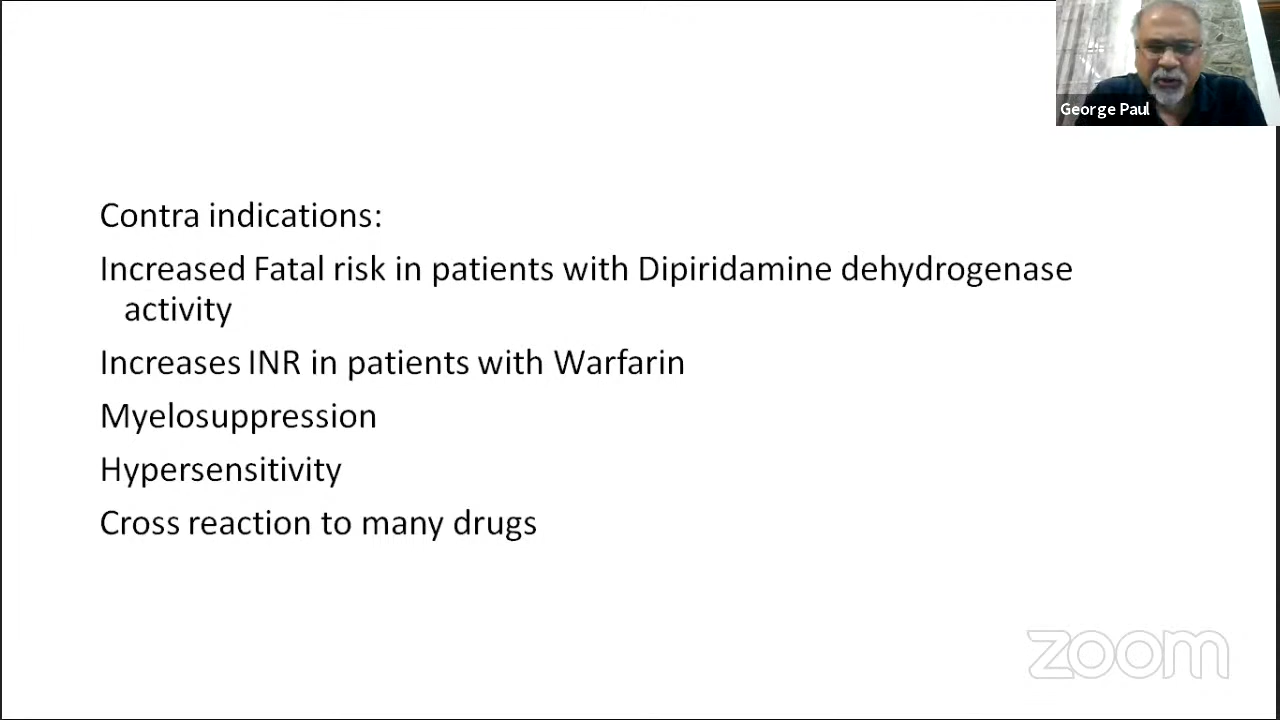 George Paul
Contra indications:
Increased Fatal risk in patients with Dipiridamine dehydrogenase
activity
Increases INR in patients with Warfarin
Myelosuppression
Hypersensitivity
Cross reaction to many drugs
zoom